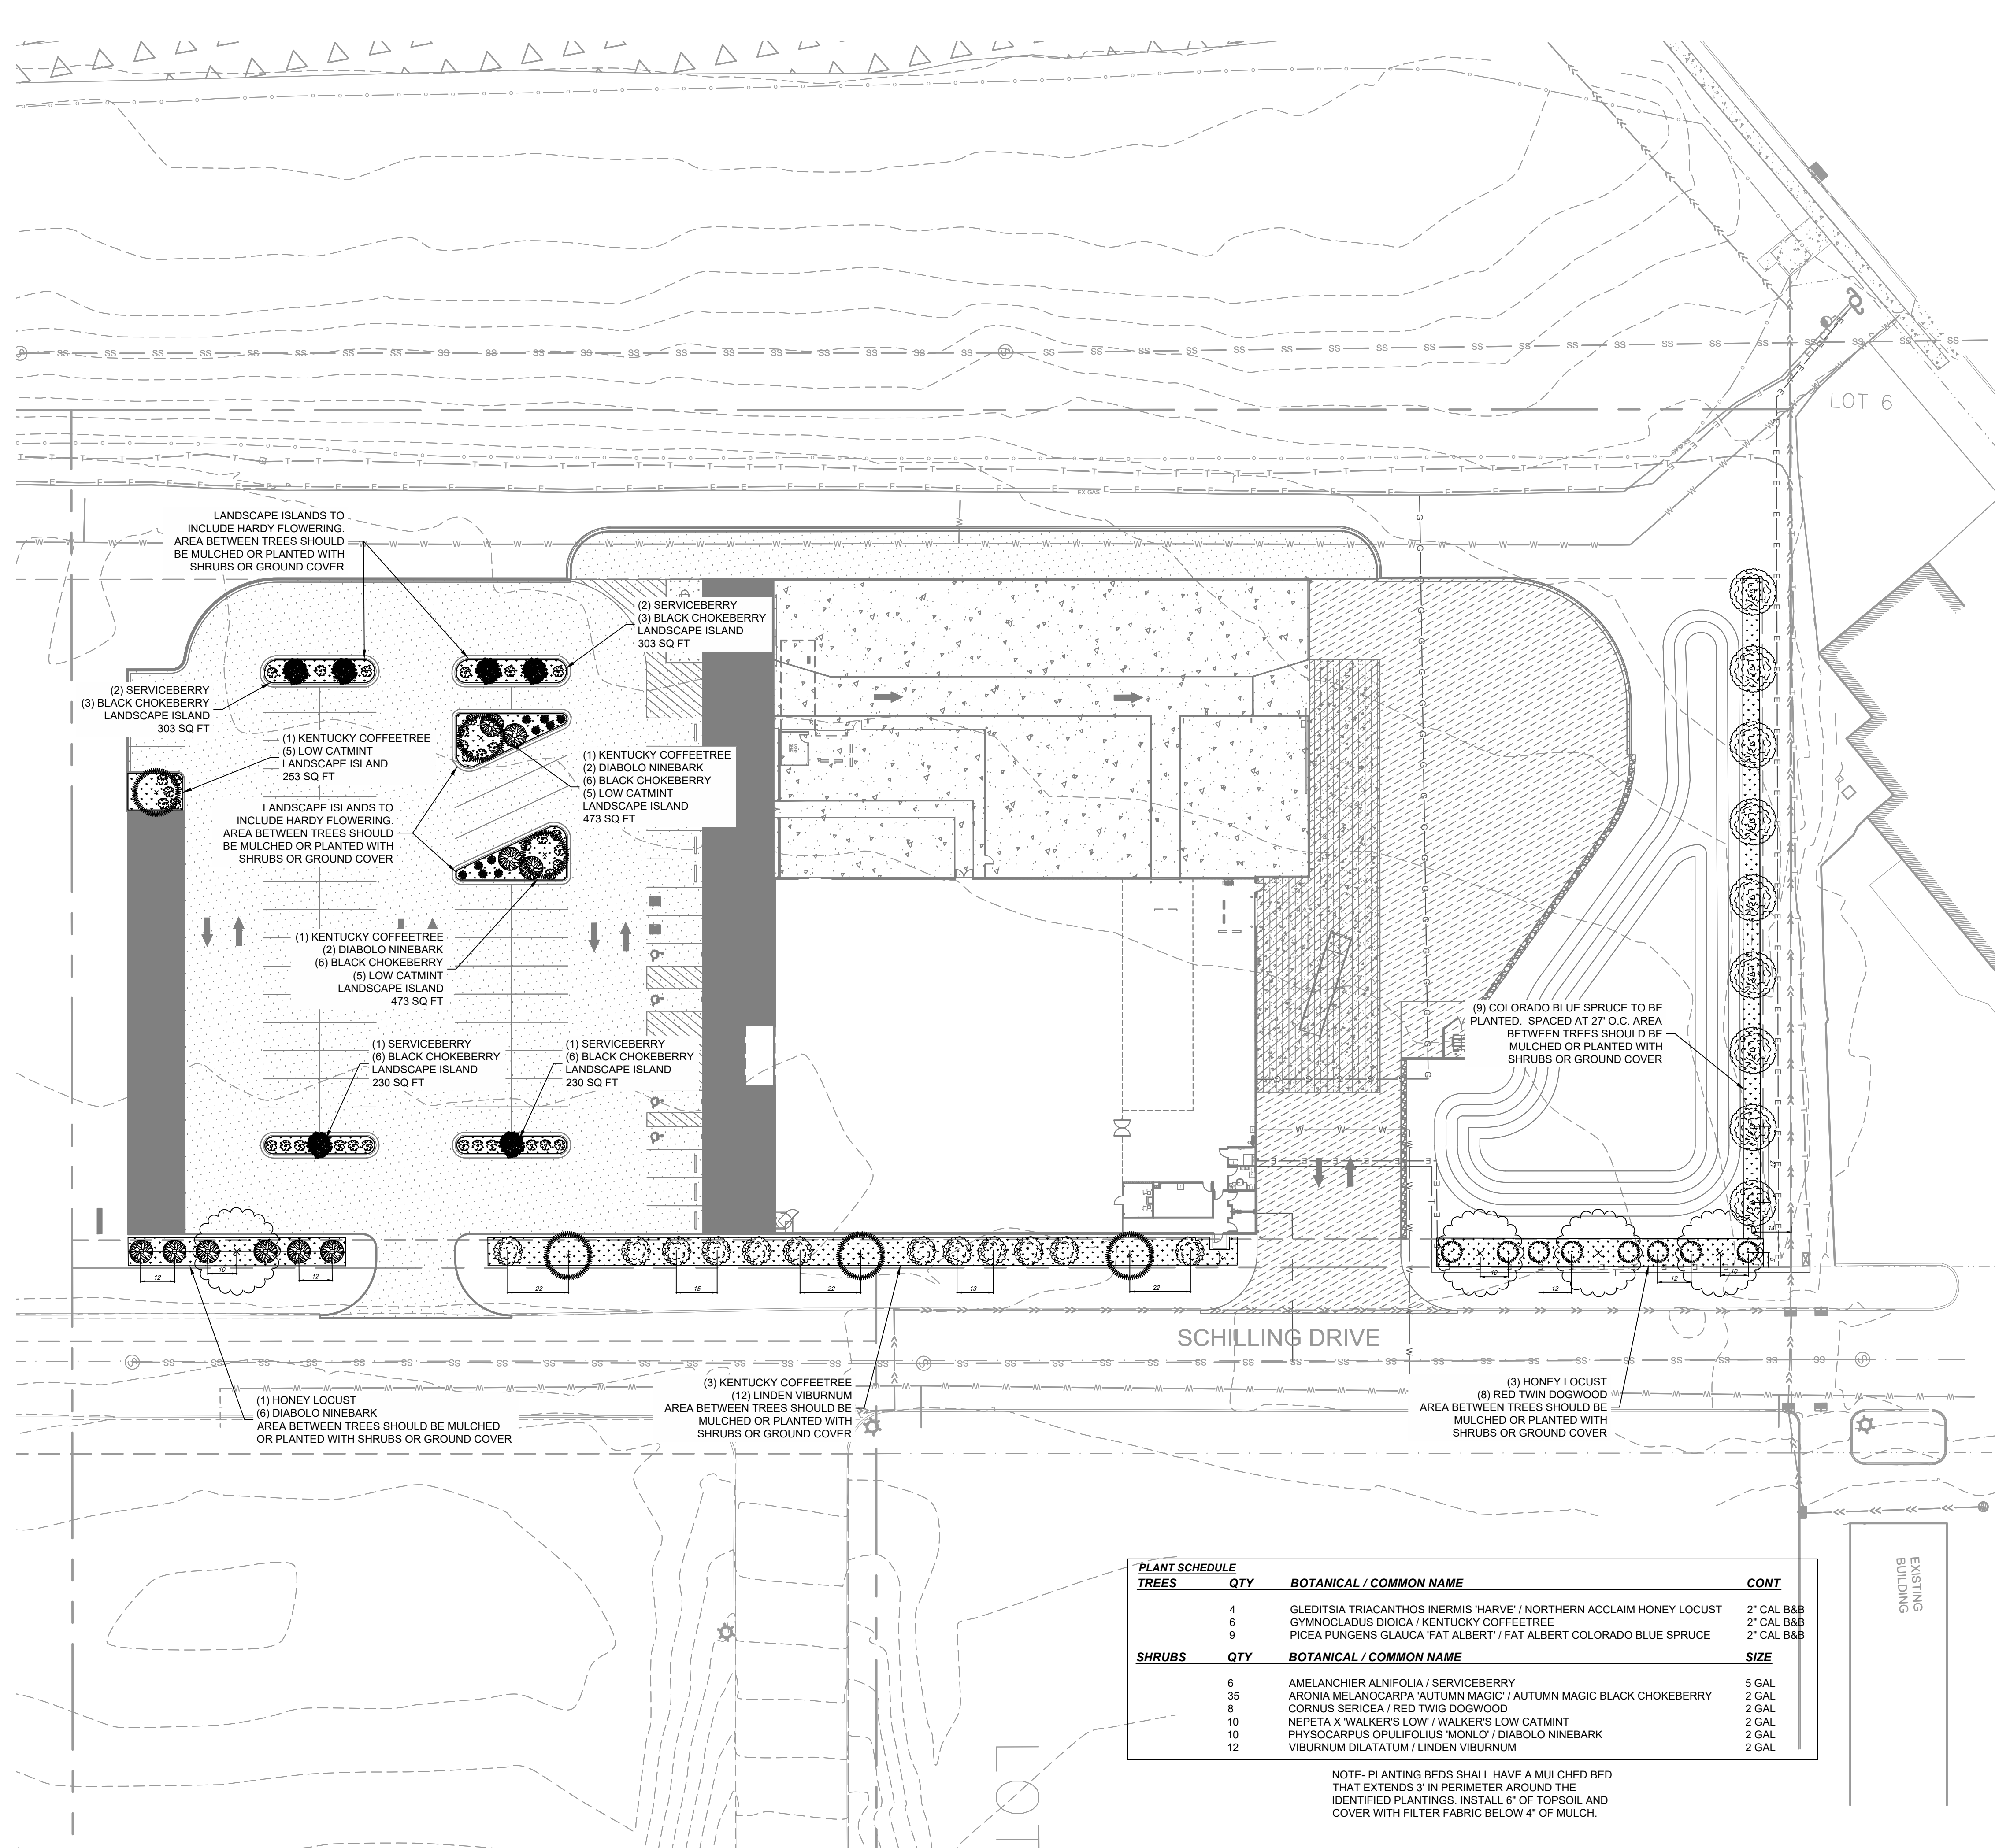 LOT 6
EX-GAS
LANDSCAPE ISLANDS TO
INCLUDE HARDY FLOWERING.
AREA BETWEEN TREES SHOULD
BE MULCHED OR PLANTED WITH
SHRUBS OR GROUND COVER
(2) SERVICEBERRY
(3) BLACK CHOKEBERRY
LANDSCAPE ISLAND
303 SQ FT
(2) SERVICEBERRY
(3) BLACK CHOKEBERRY
LANDSCAPE ISLAND
303 SQ FT
(1) KENTUCKY COFFEETREE
(5) LOW CATMINT
LANDSCAPE ISLAND
253 SQ FT
(1) KENTUCKY COFFEETREE
(2) DIABOLO NINEBARK
(6) BLACK CHOKEBERRY
(5) LOW CATMINT
LANDSCAPE ISLAND
473 SQ FT
LANDSCAPE ISLANDS TO
INCLUDE HARDY FLOWERING.
AREA BETWEEN TREES SHOULD
BE MULCHED OR PLANTED WITH
SHRUBS OR GROUND COVER
(1) KENTUCKY COFFEETREE
(2) DIABOLO NINEBARK
(6) BLACK CHOKEBERRY
(5) LOW CATMINT
LANDSCAPE ISLAND
473 SQ FT
(9) COLORADO BLUE SPRUCE TO BE
PLANTED. SPACED AT 27' O.C. AREA
BETWEEN TREES SHOULD BE
MULCHED OR PLANTED WITH
SHRUBS OR GROUND COVER
(1) SERVICEBERRY
(6) BLACK CHOKEBERRY
LANDSCAPE ISLAND
230 SQ FT
(1) SERVICEBERRY
(6) BLACK CHOKEBERRY
LANDSCAPE ISLAND
230 SQ FT
12
10
12
22
15
22
13
22
10
12
12
10
14
27
SCHILLING DRIVE
(1) HONEY LOCUST
(6) DIABOLO NINEBARK
AREA BETWEEN TREES SHOULD BE MULCHED
OR PLANTED WITH SHRUBS OR GROUND COVER
(3) KENTUCKY COFFEETREE
(12) LINDEN VIBURNUM
AREA BETWEEN TREES SHOULD BE
MULCHED OR PLANTED WITH
SHRUBS OR GROUND COVER
(3) HONEY LOCUST
(8) RED TWIN DOGWOOD
AREA BETWEEN TREES SHOULD BE
MULCHED OR PLANTED WITH
SHRUBS OR GROUND COVER
EXISTING
BUILDING
PLANT SCHEDULE
TREES QTY BOTANICAL / COMMON NAME CONT
4 GLEDITSIA TRIACANTHOS INERMIS 'HARVE' / NORTHERN ACCLAIM HONEY LOCUST 2" CAL B&B
6 GYMNOCLADUS DIOICA / KENTUCKY COFFEETREE 2" CAL B&B
9 PICEA PUNGENS GLAUCA 'FAT ALBERT' / FAT ALBERT COLORADO BLUE SPRUCE 2" CAL B&B
SHRUBS QTY BOTANICAL / COMMON NAME SIZE
6 AMELANCHIER ALNIFOLIA / SERVICEBERRY 5 GAL
35 ARONIA MELANOCARPA 'AUTUMN MAGIC' / AUTUMN MAGIC BLACK CHOKEBERRY 2 GAL
8 CORNUS SERICEA / RED TWIG DOGWOOD 2 GAL
10 NEPETA X 'WALKER'S LOW' / WALKER'S LOW CATMINT 2 GAL
10 PHYSOCARPUS OPULIFOLIUS 'MONLO' / DIABOLO NINEBARK 2 GAL
12 VIBURNUM DILATATUM / LINDEN VIBURNUM 2 GAL
NOTE- PLANTING BEDS SHALL HAVE A MULCHED BED
THAT EXTENDS 3' IN PERIMETER AROUND THE
IDENTIFIED PLANTINGS. INSTALL 6" OF TOPSOIL AND
COVER WITH FILTER FABRIC BELOW 4" OF MULCH.